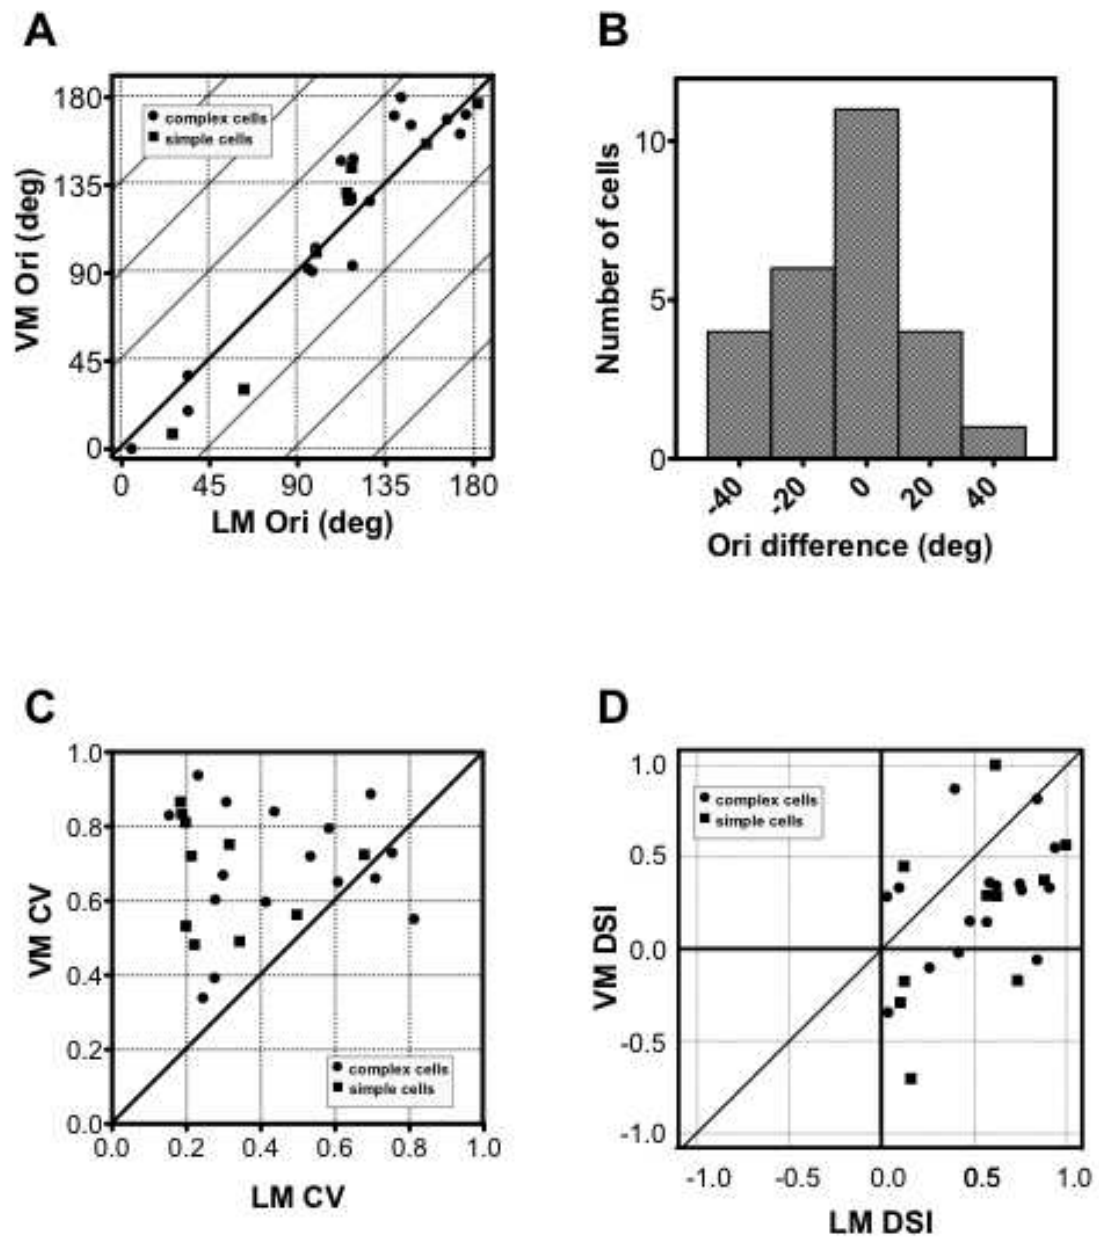 A
180
135
90
45
0
VM Ori (deg)
complex cells
simple cells
0 45 90 135 180
LM Ori (deg)
B
10
5
0
Number of cells
-40 -20 0 20 40
Ori difference (deg)
C
1.0
0.8
0.6
0.4
0.2
0.0
VM CV
complex cells
simple cells
0.0 0.2 0.4 0.6 0.8 1.0
LM CV
D
1.0
0.5
0.0
-0.5
-1.0
VM DSI
complex cells
simple cells
-1.0 -0.5 0.0 0.5 1.0
LM DSI